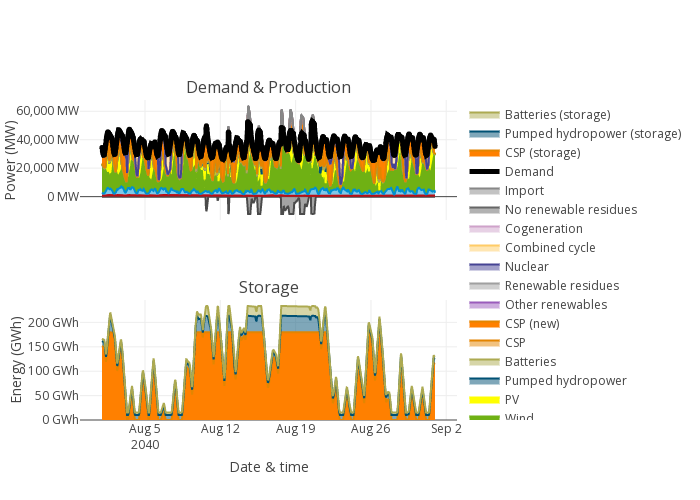 Demand & Production
Power (MW)
60,000 MW
40,000 MW
20,000 MW
0 MW
Storage
Energy (GWh)
200 GWh
150 GWh
100 GWh
50 GWh
0 GWh
Aug 5
2040
Aug 12
Aug 19
Aug 26
Sep 2
Date & time
Batteries (storage)
Pumped hydropower (storage)
CSP (storage)
Demand
Import
No renewable residues
Cogeneration
Combined cycle
Nuclear
Renewable residues
Other renewables
CSP (new)
CSP
Batteries
Pumped hydropower
PV
Wind